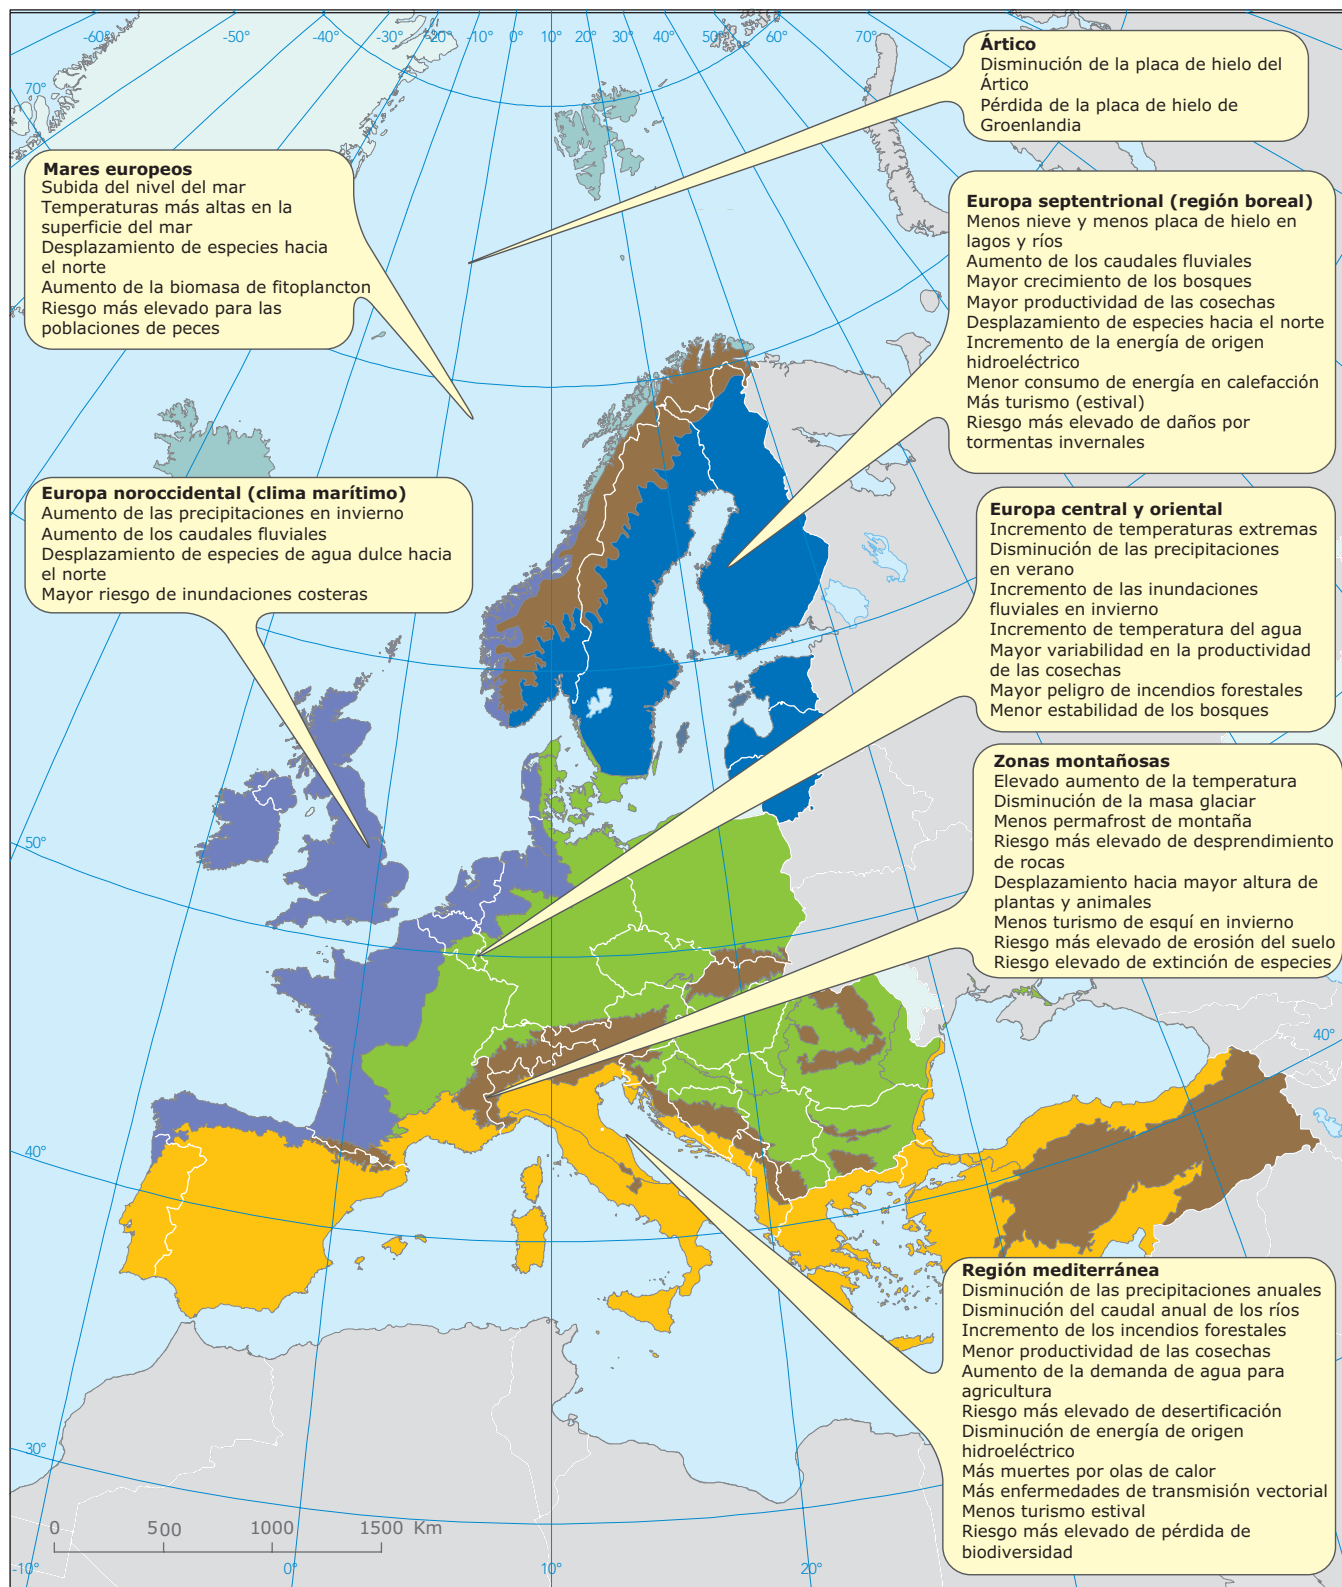 -60°
-50°
-40°
-30°
-20°
-10°
0°
10°
20°
30°
40°
50°
60°
70°
70°
Ártico
Disminución de la placa de hielo del
Ártico
Pérdida de la placa de hielo de
Groenlandia
Mares europeos
Subida del nivel del mar
Temperaturas más altas en la
superficie del mar
Desplazamiento de especies hacia
el norte
Aumento de la biomasa de fitoplancton
Riesgo más elevado para las
poblaciones de peces
Europa septentrional (región boreal)
Menos nieve y menos placa de hielo en
lagos y ríos
Aumento de los caudales fluviales
Mayor crecimiento de los bosques
Mayor productividad de las cosechas
Desplazamiento de especies hacia el norte
Incremento de la energía de origen
hidroeléctrico
Menor consumo de energía en calefacción
Más turismo (estival)
Riesgo más elevado de daños por
tormentas invernales
Europa noroccidental (clima marítimo)
Aumento de las precipitaciones en invierno
Aumento de los caudales fluviales
Desplazamiento de especies de agua dulce hacia
el norte
Mayor riesgo de inundaciones costeras
Europa central y oriental
Incremento de temperaturas extremas
Disminución de las precipitaciones
en verano
Incremento de las inundaciones
fluviales en invierno
Incremento de temperatura del agua
Mayor variabilidad en la productividad
de las cosechas
Mayor peligro de incendios forestales
Menor estabilidad de los bosques
Zonas montañosas
Elevado aumento de la temperatura
Disminución de la masa glaciar
Menos permafrost de montaña
Riesgo más elevado de desprendimiento
de rocas
Desplazamiento hacia mayor altura de
plantas y animales
Menos turismo de esquí en invierno
Riesgo más elevado de erosión del suelo
Riesgo elevado de extinción de especies
50°
40°
40°
Región mediterránea
Disminución de las precipitaciones anuales
Disminución del caudal anual de los ríos
Incremento de los incendios forestales
Menor productividad de las cosechas
Aumento de la demanda de agua para
agricultura
Riesgo más elevado de desertificación
Disminución de energía de origen
hidroeléctrico
Más muertes por olas de calor
Más enfermedades de transmisión vectorial
Menos turismo estival
Riesgo más elevado de pérdida de
biodiversidad
30°
0 500 1000 1500 Km
-10°
0°
10°
20°